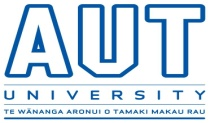 AUT
UNIVERSITY
TE WĀNANGA ARONUI O TAMAKI MAKAU RAU